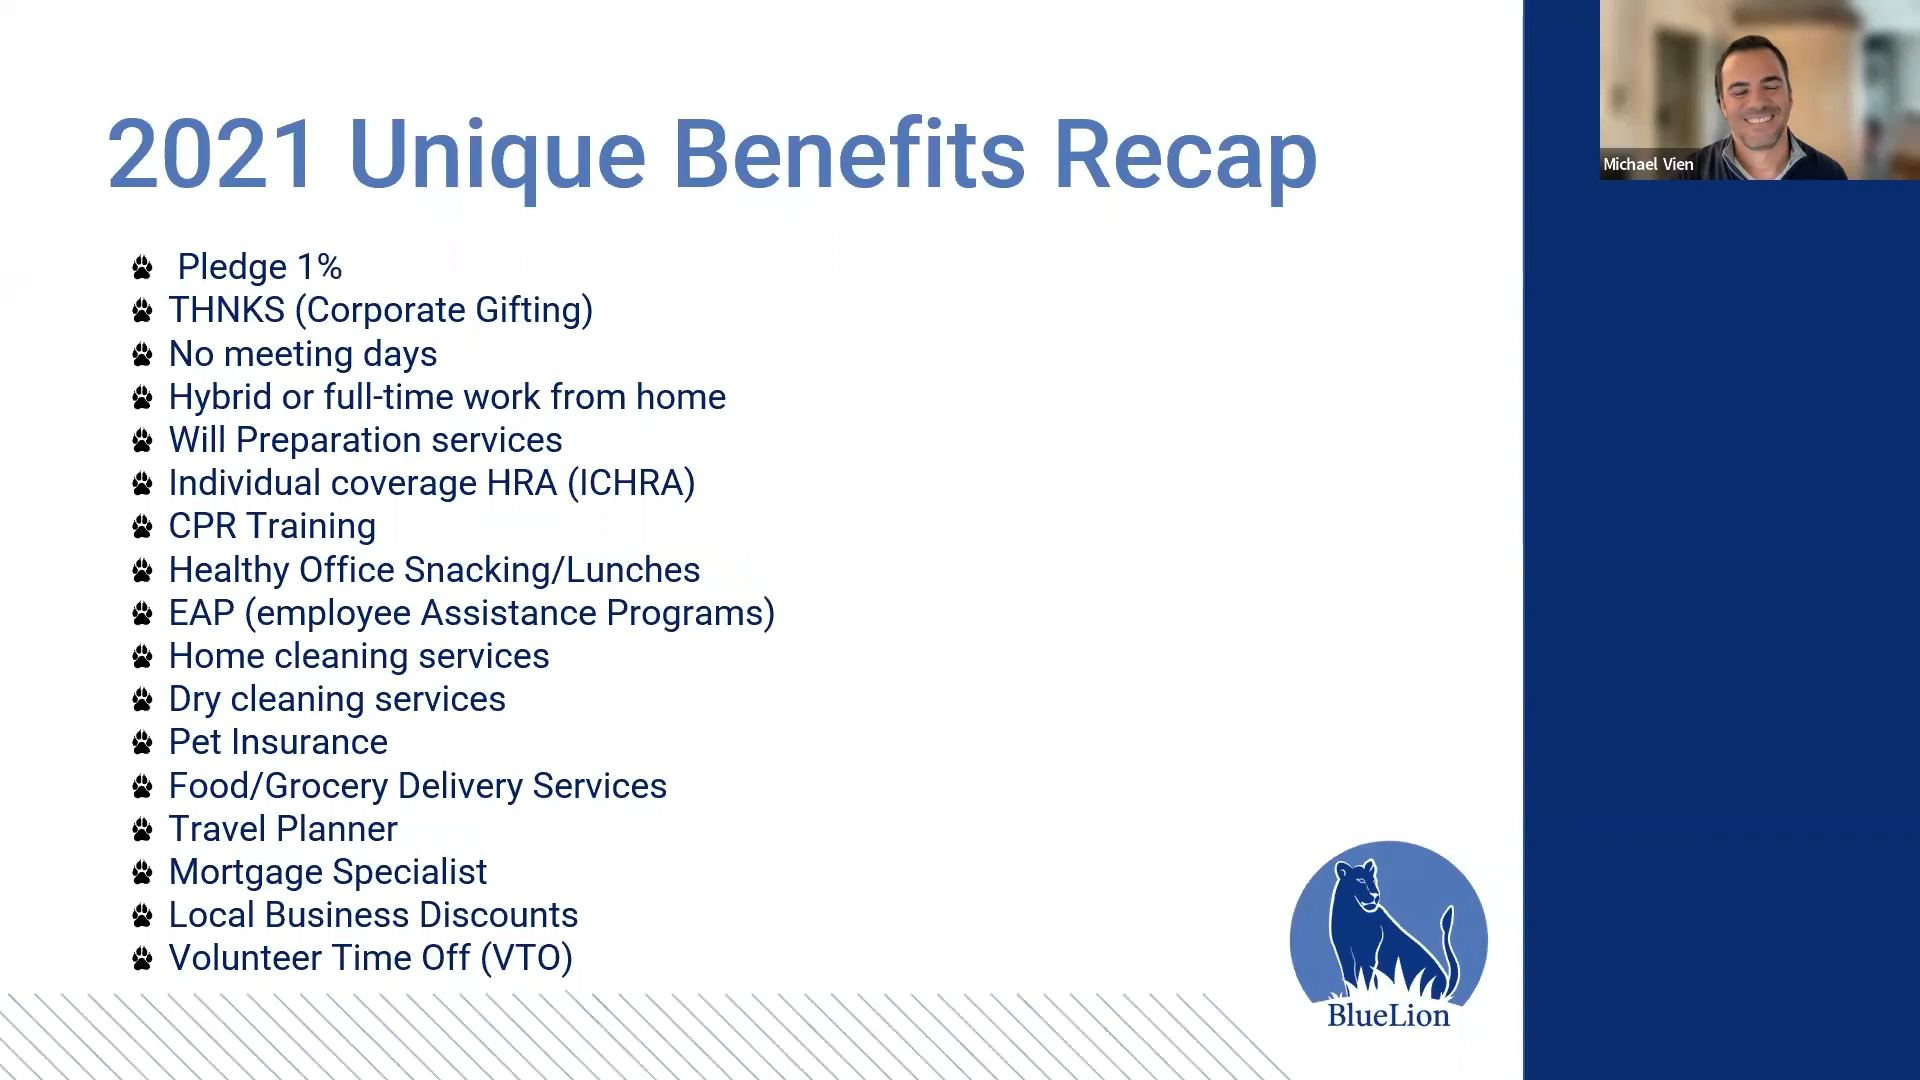 2021 Unique Benefits Recap
Pledge 1%
THNKS (Corporate Gifting)
No meeting days
Hybrid or full-time work from home
Will Preparation services
Individual coverage HRA (ICHRA)
CPR Training
Healthy Office Snacking/Lunches
EAP (employee Assistance Programs)
Home cleaning services
Dry cleaning services
Pet Insurance
Food/Grocery Delivery Services
Travel Planner
Mortgage Specialist
Local Business Discounts
Volunteer Time Off (VTO)
BlueLion
Michael Vien